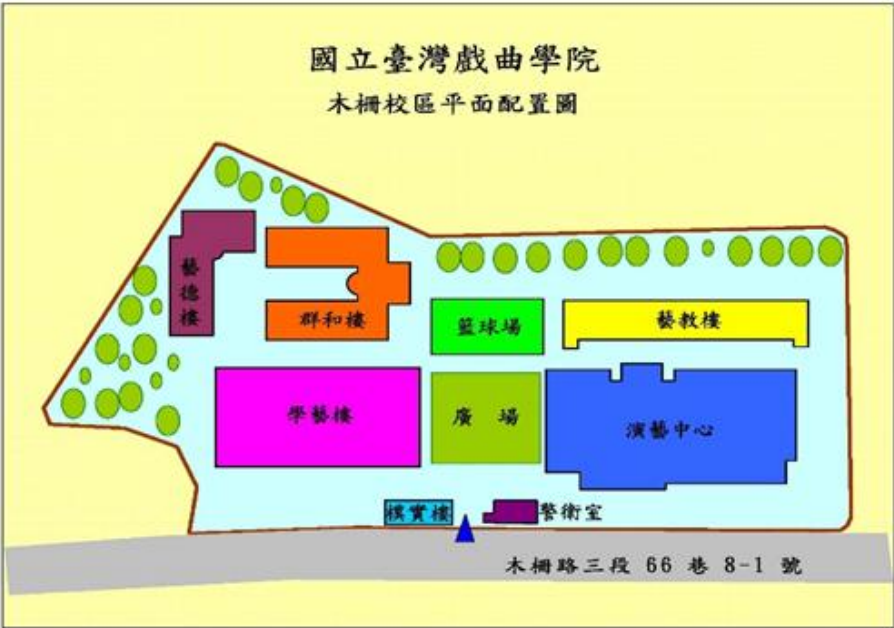 國立臺灣戲曲學院
木柵校區平面配置圖
藝德樓
群和樓
籃球場
藝教樓
學藝樓
廣 場
演藝中心
樸實樓
警衛室
木柵路三段 66 巷 8-1 號